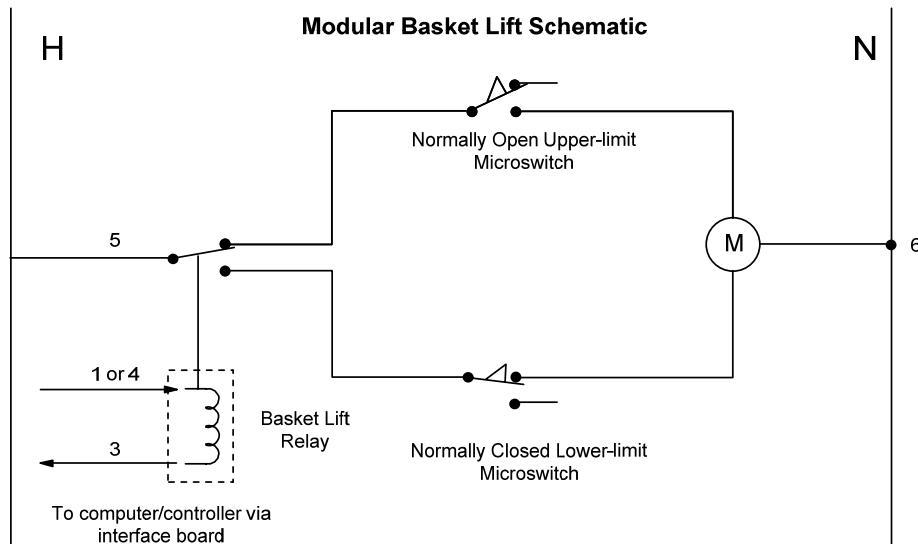 Modular Basket Lift Schematic
H
N
Normally Open Upper-limit
Microswitch
5
M
6
1 or 4
Basket Lift
Relay
3
Normally Closed Lower-limit
Microswitch
To computer/controller via
interface board